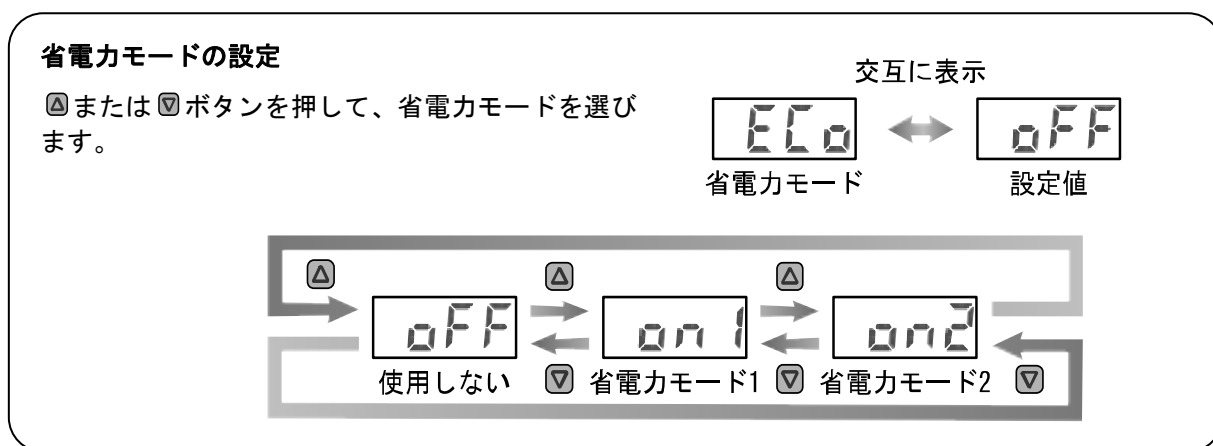 省電力モードの設定
△または▽ボタンを押して、省電力モードを選び
ます。
交互に表示
ECo
oFF
省電力モード
設定値
△
△
△
oFF
on1
on2
使用しない
▽
省電力モード1
▽
省電力モード2
▽